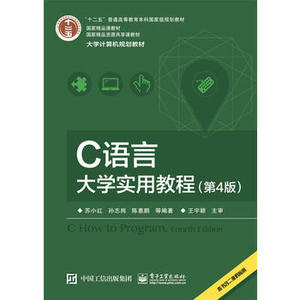 "十二五"普通高等教育本科国家级规划教材
国家精品课教材
国家精品资源共享课教材
大学计算机规划教材
C语言
大学实用教程(第4版)
苏小红 孙志岗 陈惠鹏 等编著 王宇颖 主审
C How to Program, Fourth Edition
中国工信出版集团
电子工业出版社